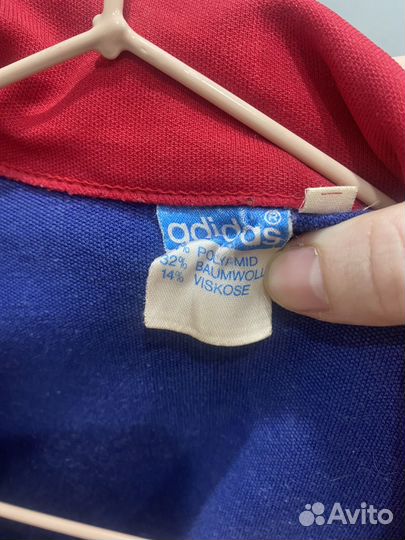 adidas®
% POLYAMID
32% BAUMWOLL
14% VISKOSE
Avito